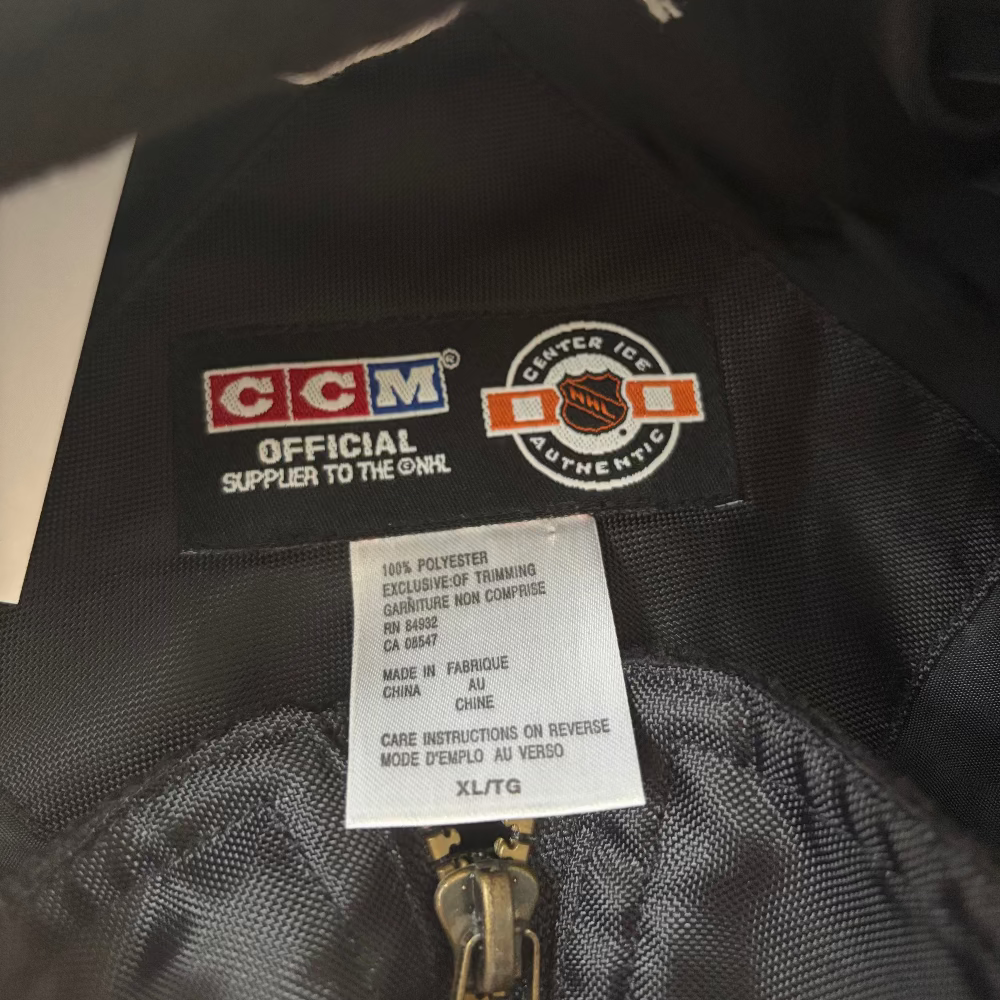 CCM®
OFFICIAL
SUPPLIER TO THE ©NHL
CENTER ICE
NHL
AUTHENTIC
100% POLYESTER
EXCLUSIVE:OF TRIMMING
GARNITURE NON COMPRISE
RN 84932
CA 08547
MADE IN FABRIQUE
CHINA AU
CHINE
CARE INSTRUCTIONS ON REVERSE
MODE D'EMPLO AU VERSO
XL/TG